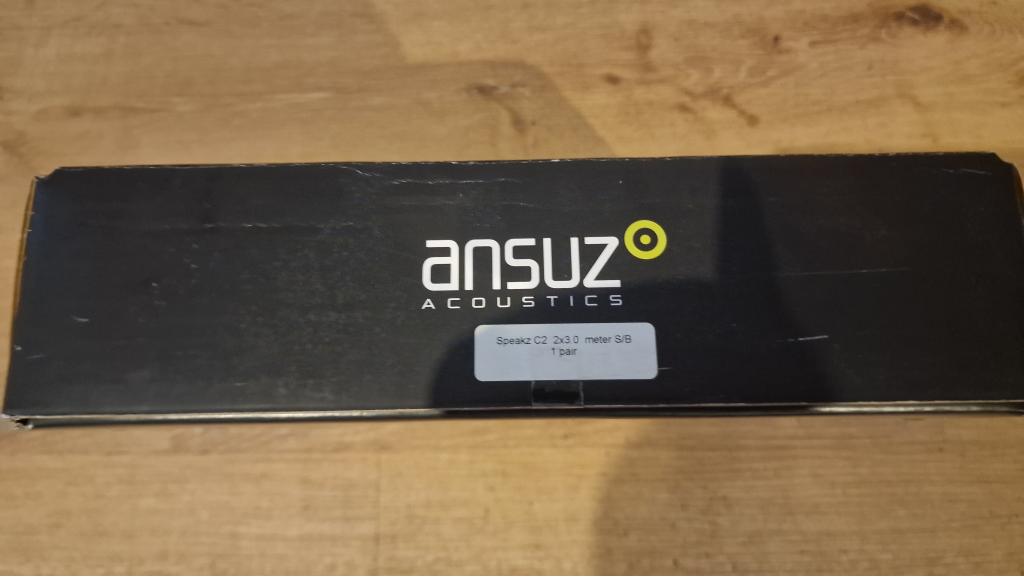 ansuz
ACOUSTICS
Speakz C2 2x3.0 meter S/B
1 pair